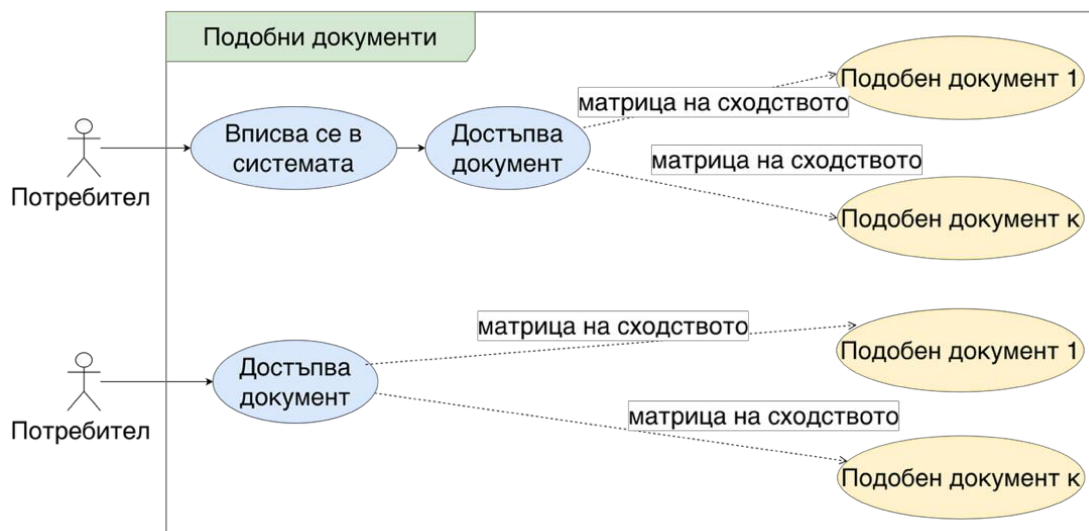 Подобни документи
Подобен документ 1
матрица на сходството
Вписва се в
системата
Достъпва
документ
матрица на сходството
Потребител
Подобен документ к
матрица на сходството
Подобен документ 1
Достъпва
документ
матрица на сходството
Потребител
Подобен документ к